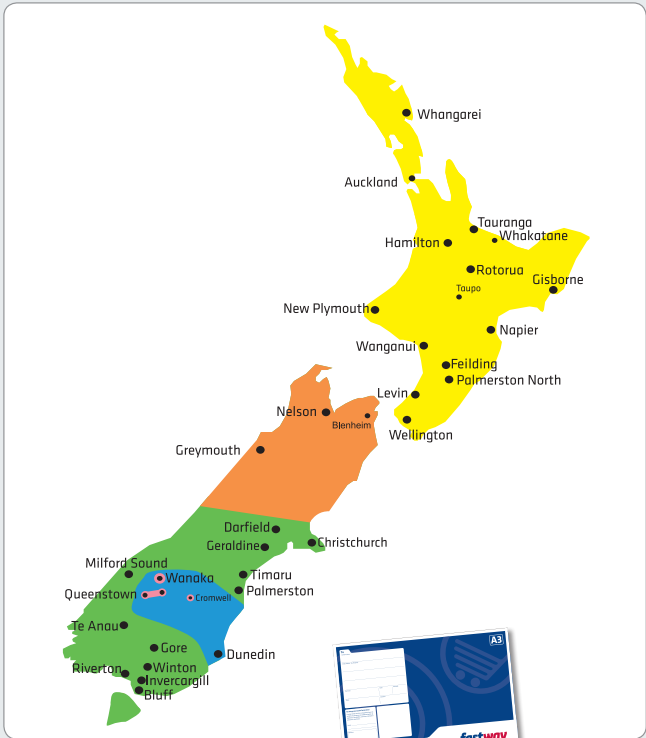 Whangarei
Auckland
Tauranga
Whakatane
Hamilton
Rotorua
Gisborne
Taupo
New Plymouth
Napier
Wanganui
Feilding
Palmerston North
Levin
Nelson
Blenheim
Wellington
Greymouth
Darfield
Christchurch
Geraldine
Milford Sound
Wanaka
Timaru
Queenstown
Cromwell
Palmerston
Te Anau
Gore
Dunedin
Riverton
Winton
Invercargill
Bluff
A3
fastway